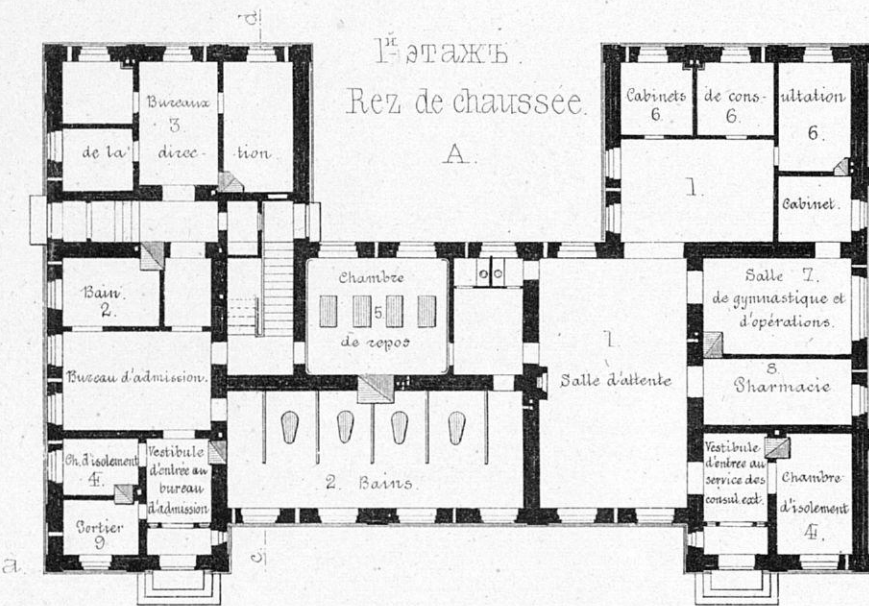 d
1й этажъ.
Rez de chaussée.
A.
Bureaux
3.
de la direc- tion
Cabinets de cons- ultation
6. 6. 6.
1.
Cabinet.
Bain.
2.
Chambre
5.
de repos
Salle 7.
de gymnastique et
d'opérations.
Bureau d'admission.
1.
Salle d'attente
8.
Pharmacie
Ch. d'isolement
4.
Vestibule
d'entrée au
bureau
d'admission
2. Bains.
Vestibule
d'entrée au
service des
consult. ext.
Chambre
d'isolement
4.
Portier
9.
a.
c